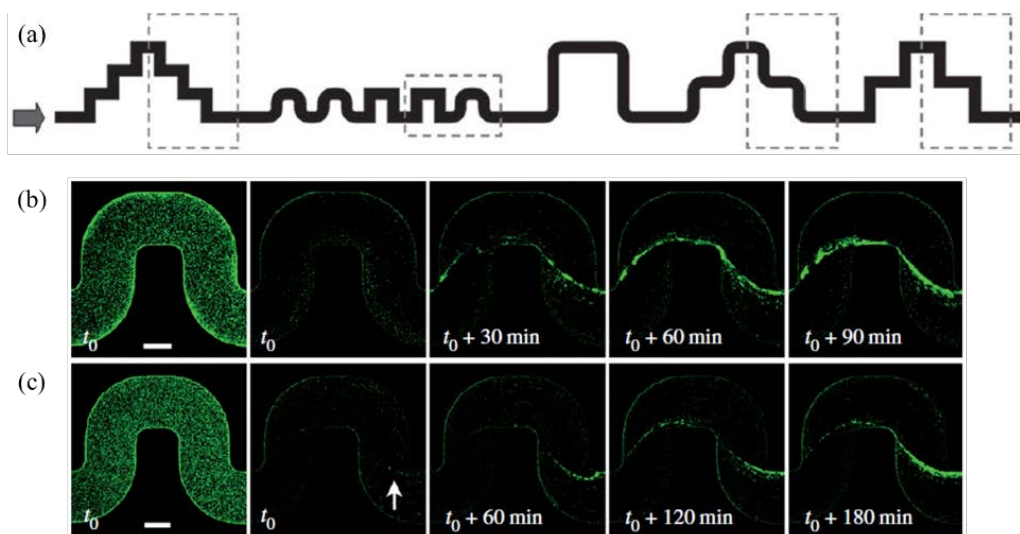 (a)
(b)
t₀
t₀
t₀ + 30 min
t₀ + 60 min
t₀ + 90 min
(c)
t₀
t₀
t₀ + 60 min
t₀ + 120 min
t₀ + 180 min